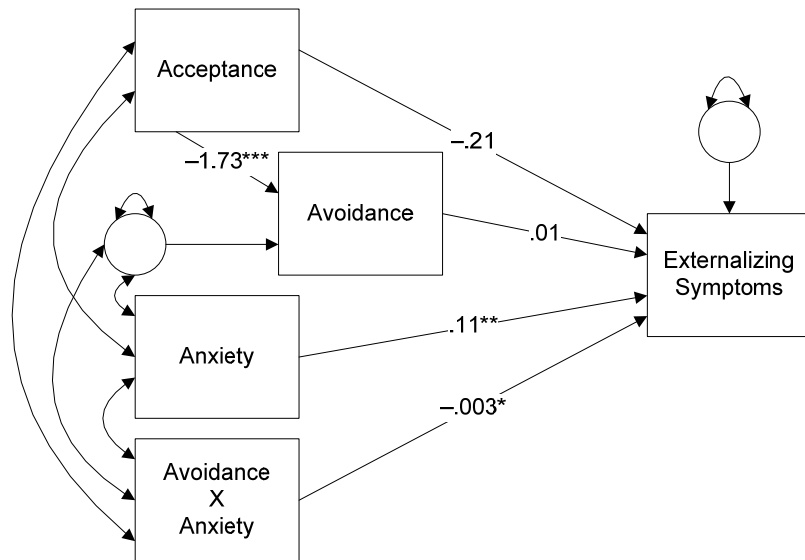 Acceptance
–.21
–1.73***
Avoidance
.01
Externalizing
Symptoms
Anxiety
.11**
–.003*
Avoidance
X
Anxiety